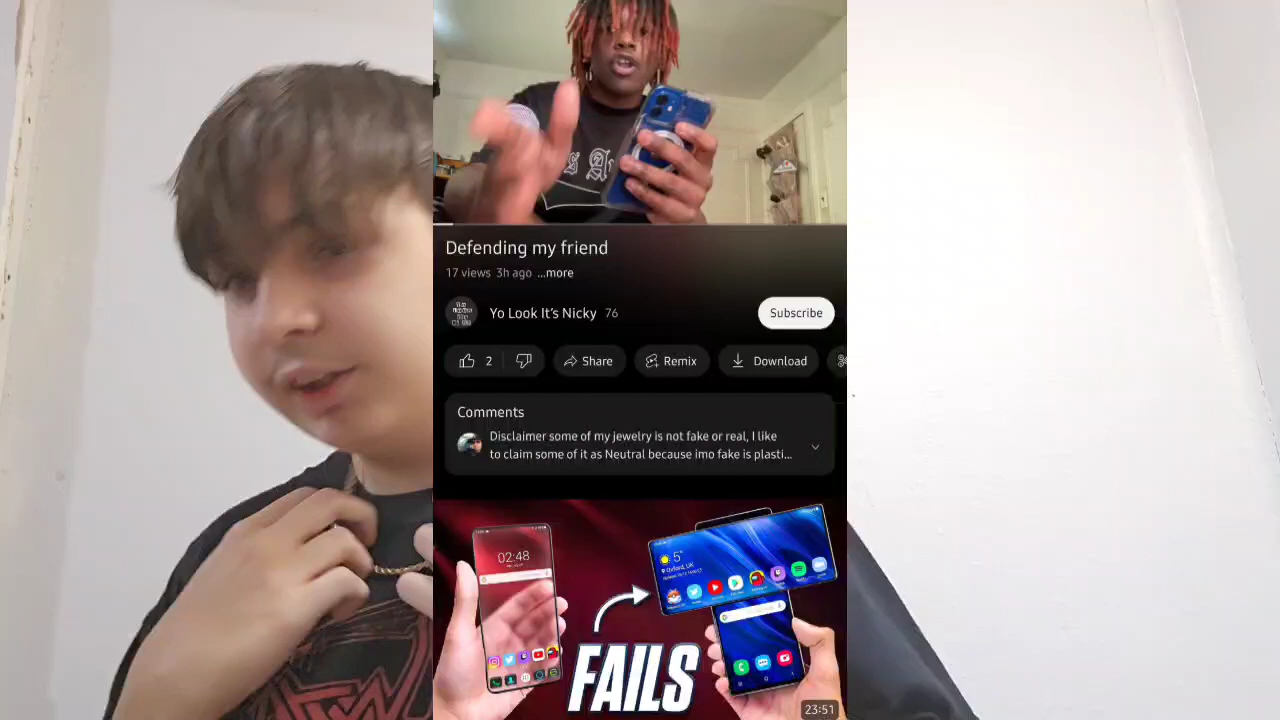 Defending my friend
17 views 3h ago ...more
Yo Look It's Nicky 76
Subscribe
2
Share
Remix
Download
Comments
Disclaimer some of my jewelry is not fake or real, I like
to claim some of it as Neutral because imo fake is plasti...
02:48
5°
Oxford, UK
FAILS
23:51